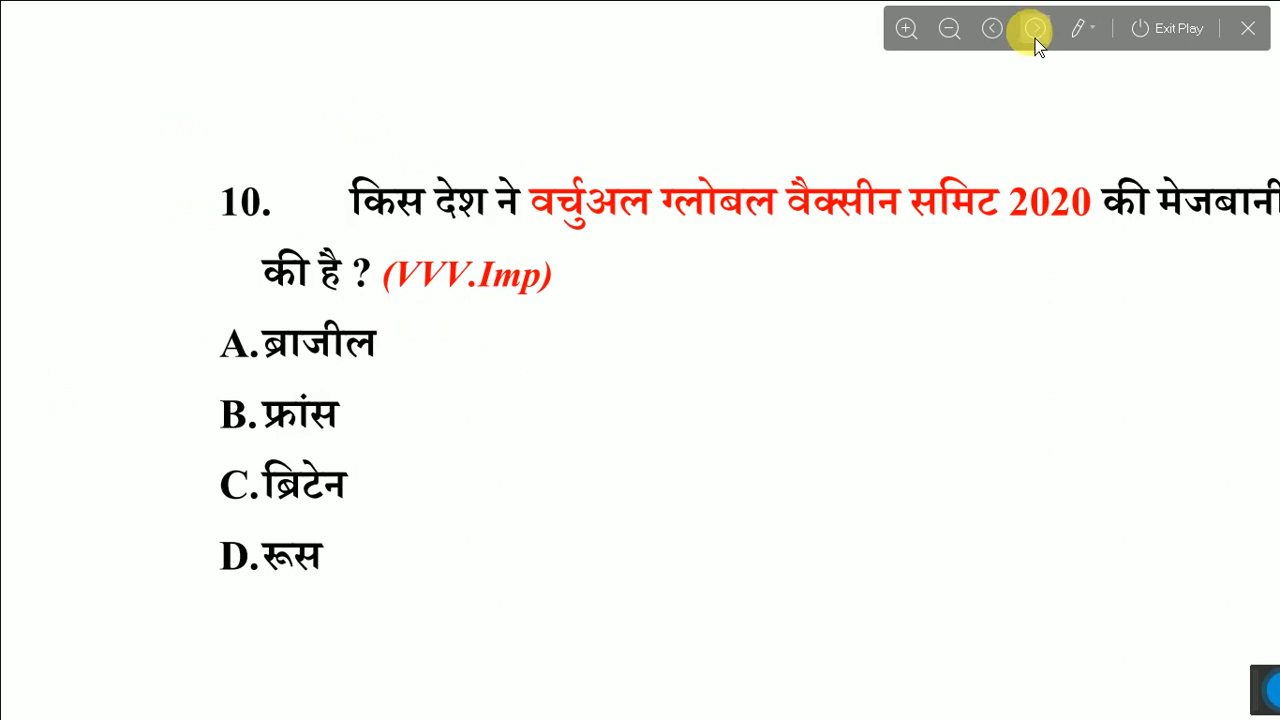 Exit Play
10. किस देश ने वर्चुअल ग्लोबल वैक्सीन समिट 2020 की मेजबानी
की है ? (VVV.Imp)
A. ब्राजील
B. फ्रांस
C. ब्रिटेन
D. रूस